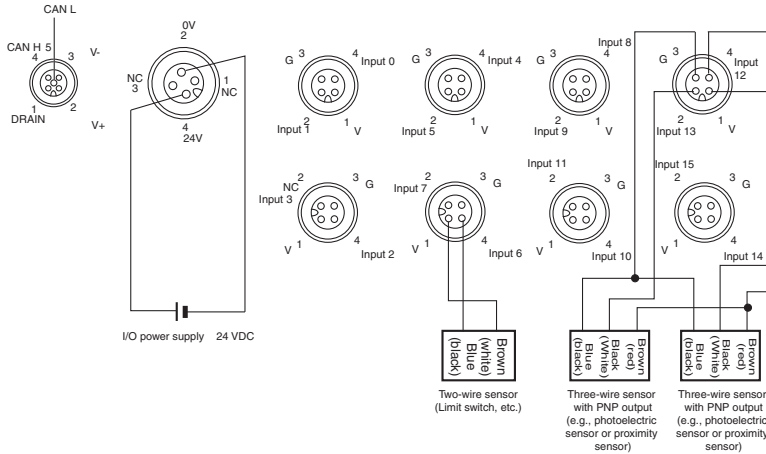 CAN L
CAN H 5
4
3
V-
1
2
DRAIN
V+
0V
2
NC
3
1
NC
4
24V
I/O power supply
24 VDC
G 3
4
Input 0
2
Input 1
1
V
G 3
4
Input 4
2
Input 5
1
V
G 3
4
2
Input 9
1
V
Input 8
G 3
4
Input
12
2
Input 13
1
V
NC 2
Input 3
3
G
V 1
4
Input 2
Input 7
2
3
G
V 1
4
Input 6
Input 11
2
3
G
V 1
4
Input 10
Input 15
2
3
G
V 1
4
Input 14
Brown
(white)
Blue
(black)
Two-wire sensor
(Limit switch, etc.)
Brown
(red)
Black
(White)
Blue
(black)
Three-wire sensor
with PNP output
(e.g., photoelectric
sensor or proximity
sensor)
Brown
(red)
Black
(White)
Blue
(black)
Three-wire sensor
with PNP output
(e.g., photoelectric
sensor or proximity
sensor)